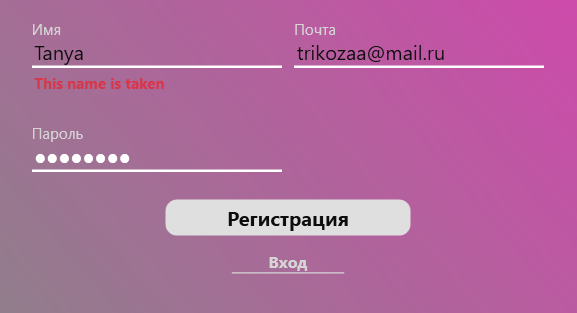 Имя
Почта
Tanya
trikozaa@mail.ru
This name is taken
Пароль
●●●●●●●●
Регистрация
Вход